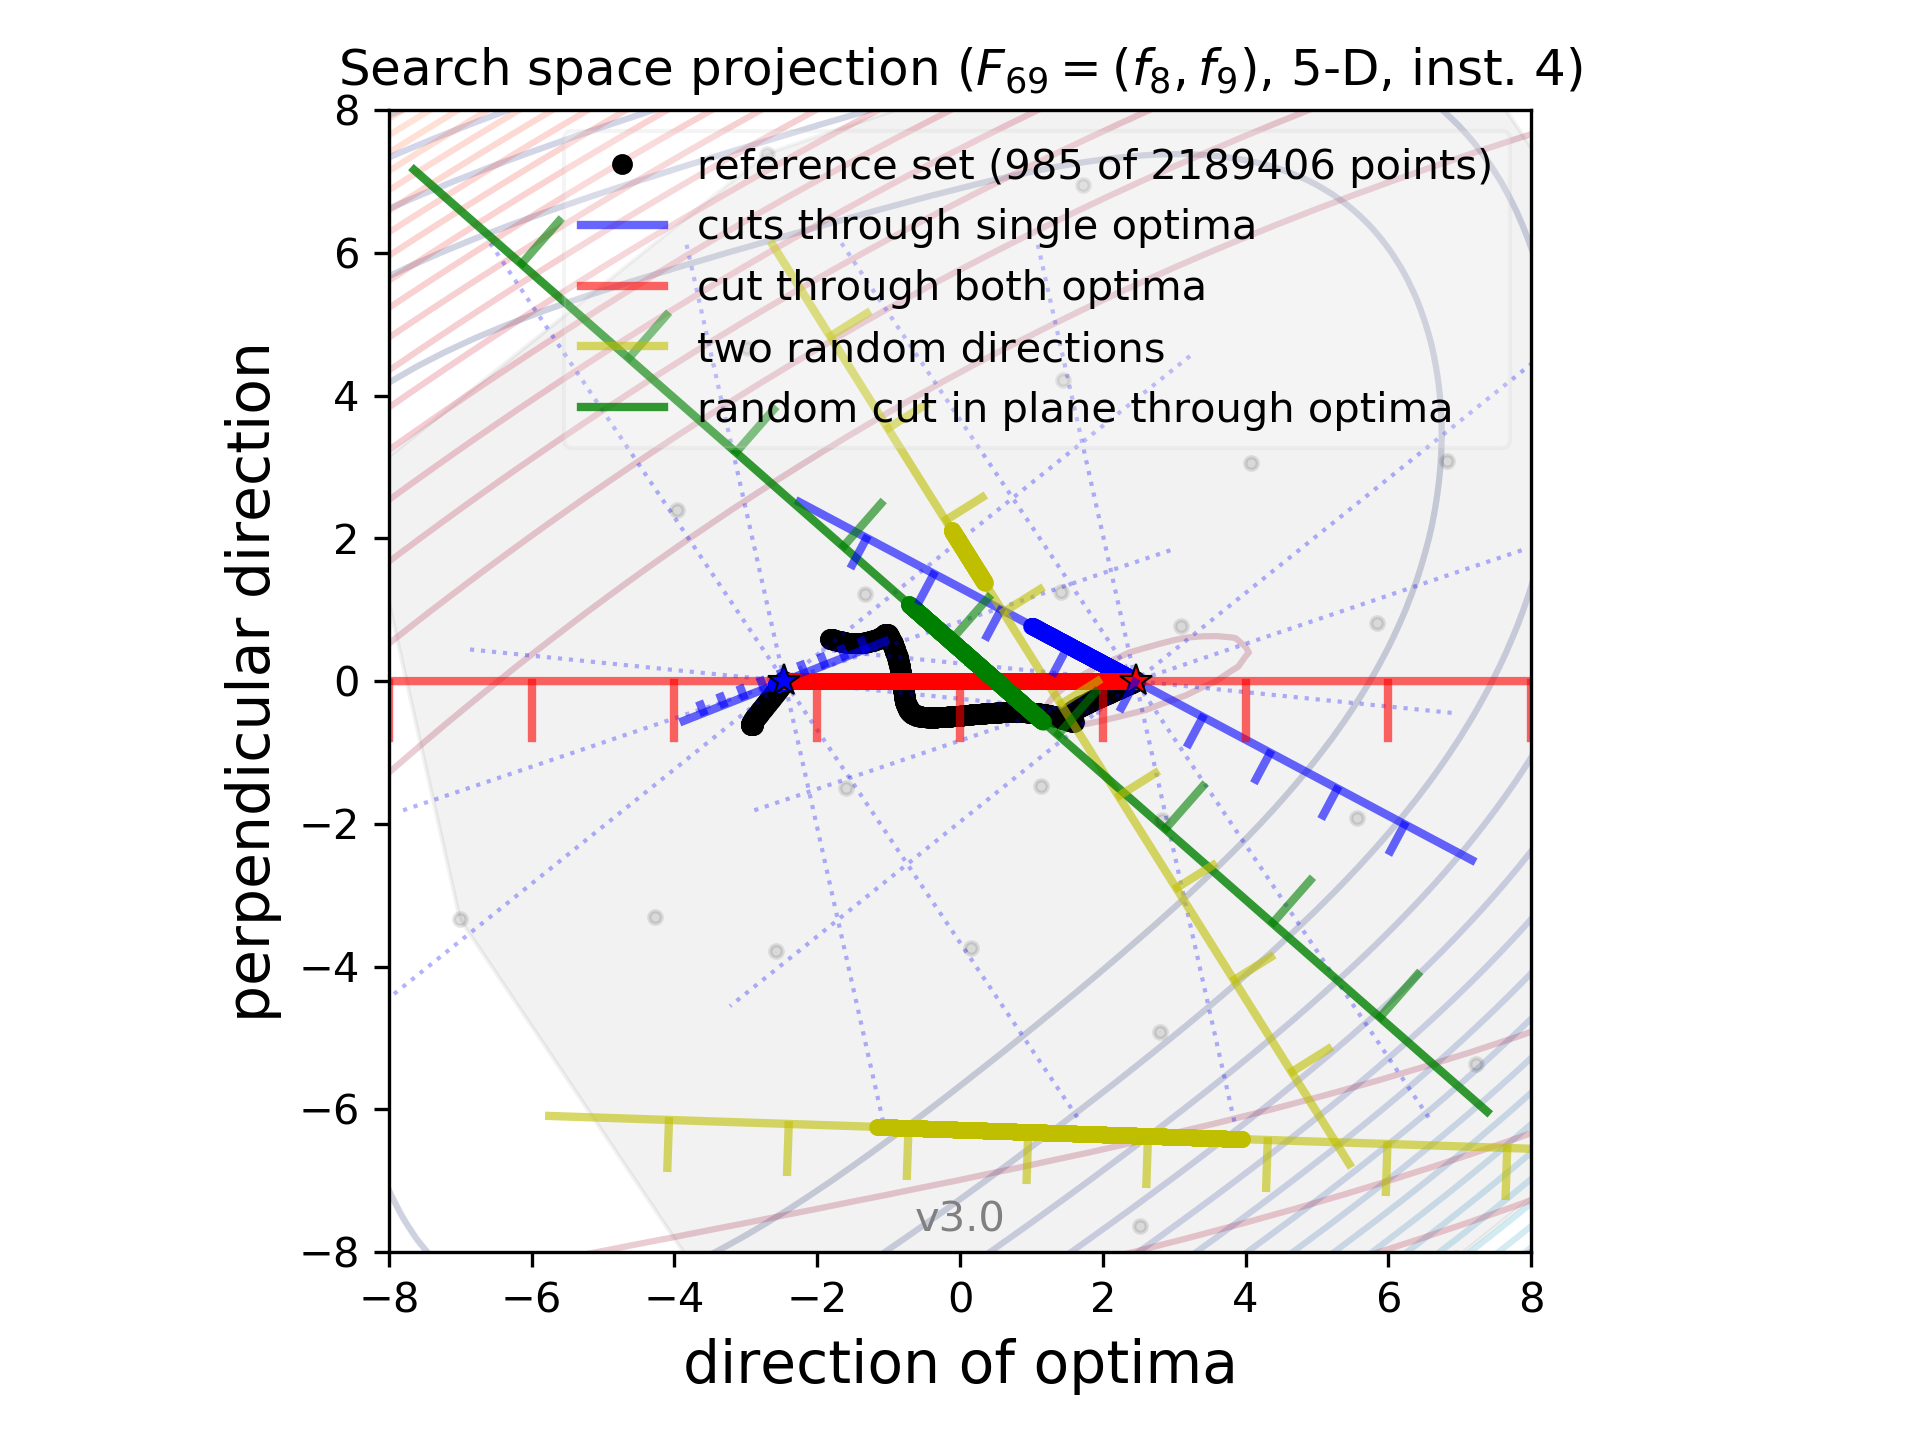 Search space projection (F69 = (f8, f9), 5-D, inst. 4)
reference set (985 of 2189406 points)
cuts through single optima
cut through both optima
two random directions
random cut in plane through optima
perpendicular direction
8
6
4
2
0
−2
−4
−6
−8
v3.0
−8 −6 −4 −2 0 2 4 6 8
direction of optima